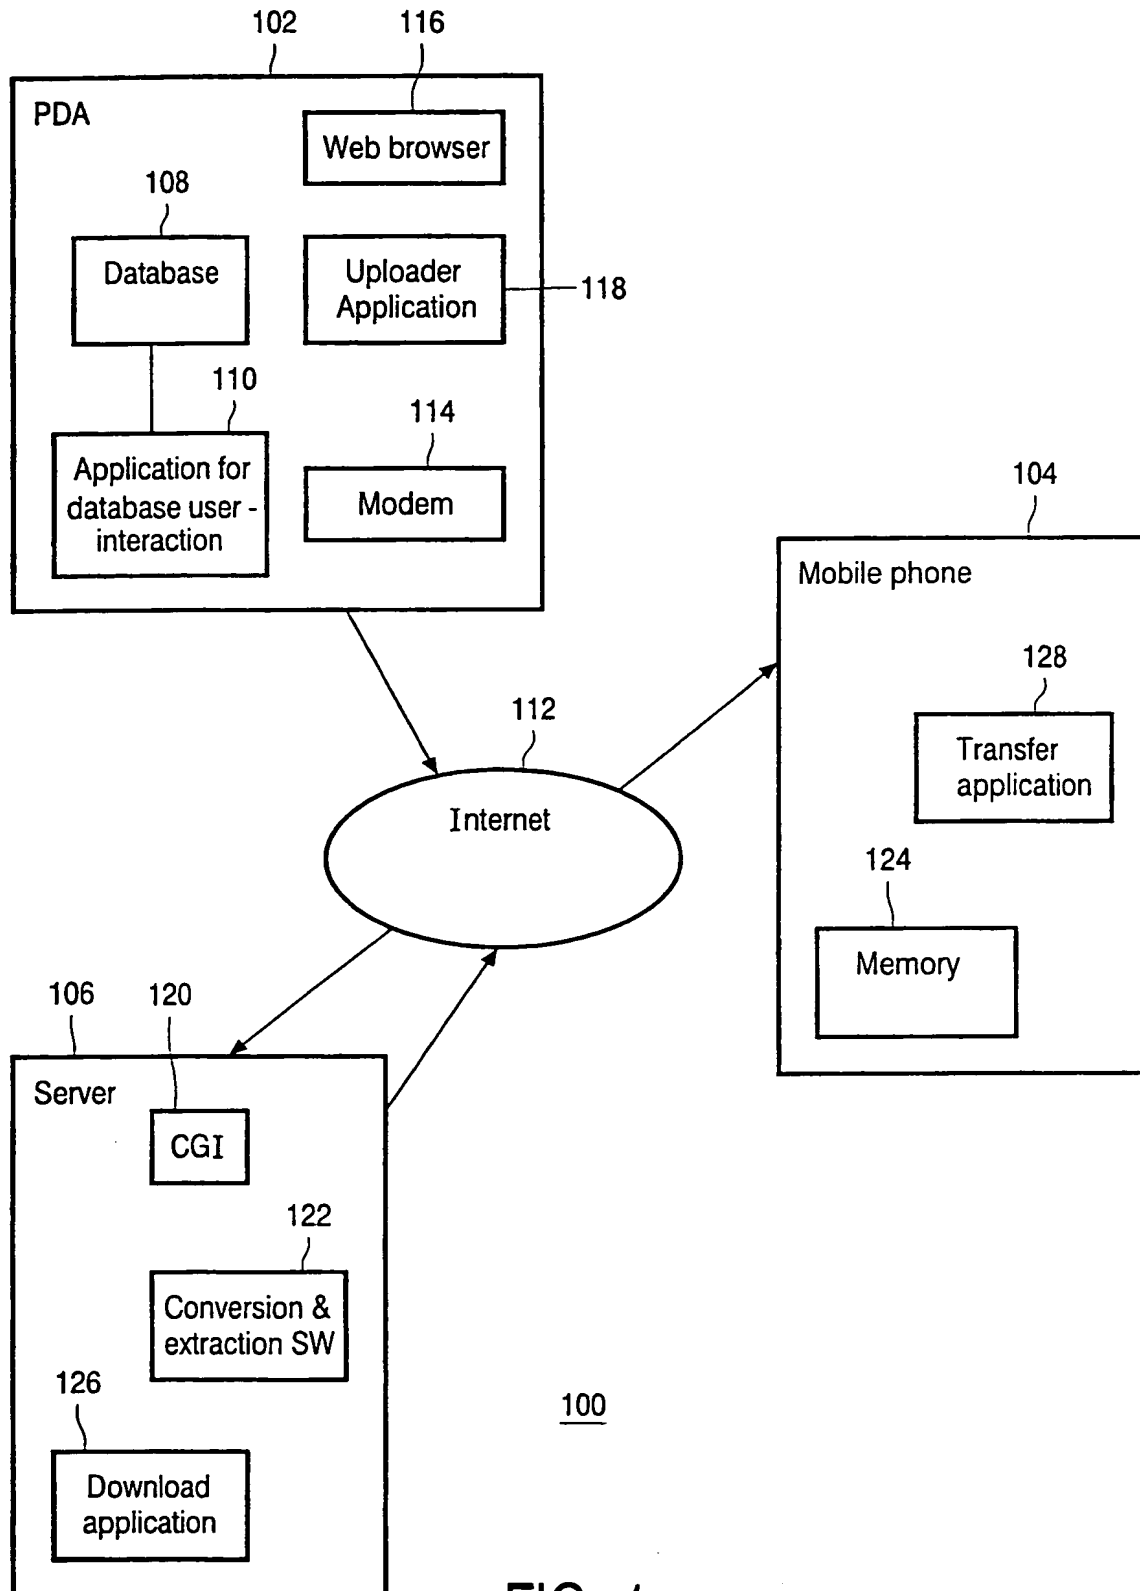 102
116
PDA
Web browser
108
Database
Uploader
Application
118
110
114
Application for
database user -
interaction
Modem
104
Mobile phone
128
112
Transfer
application
Internet
124
Memory
106
120
Server
CGI
122
Conversion &
extraction SW
126
100
Download
application